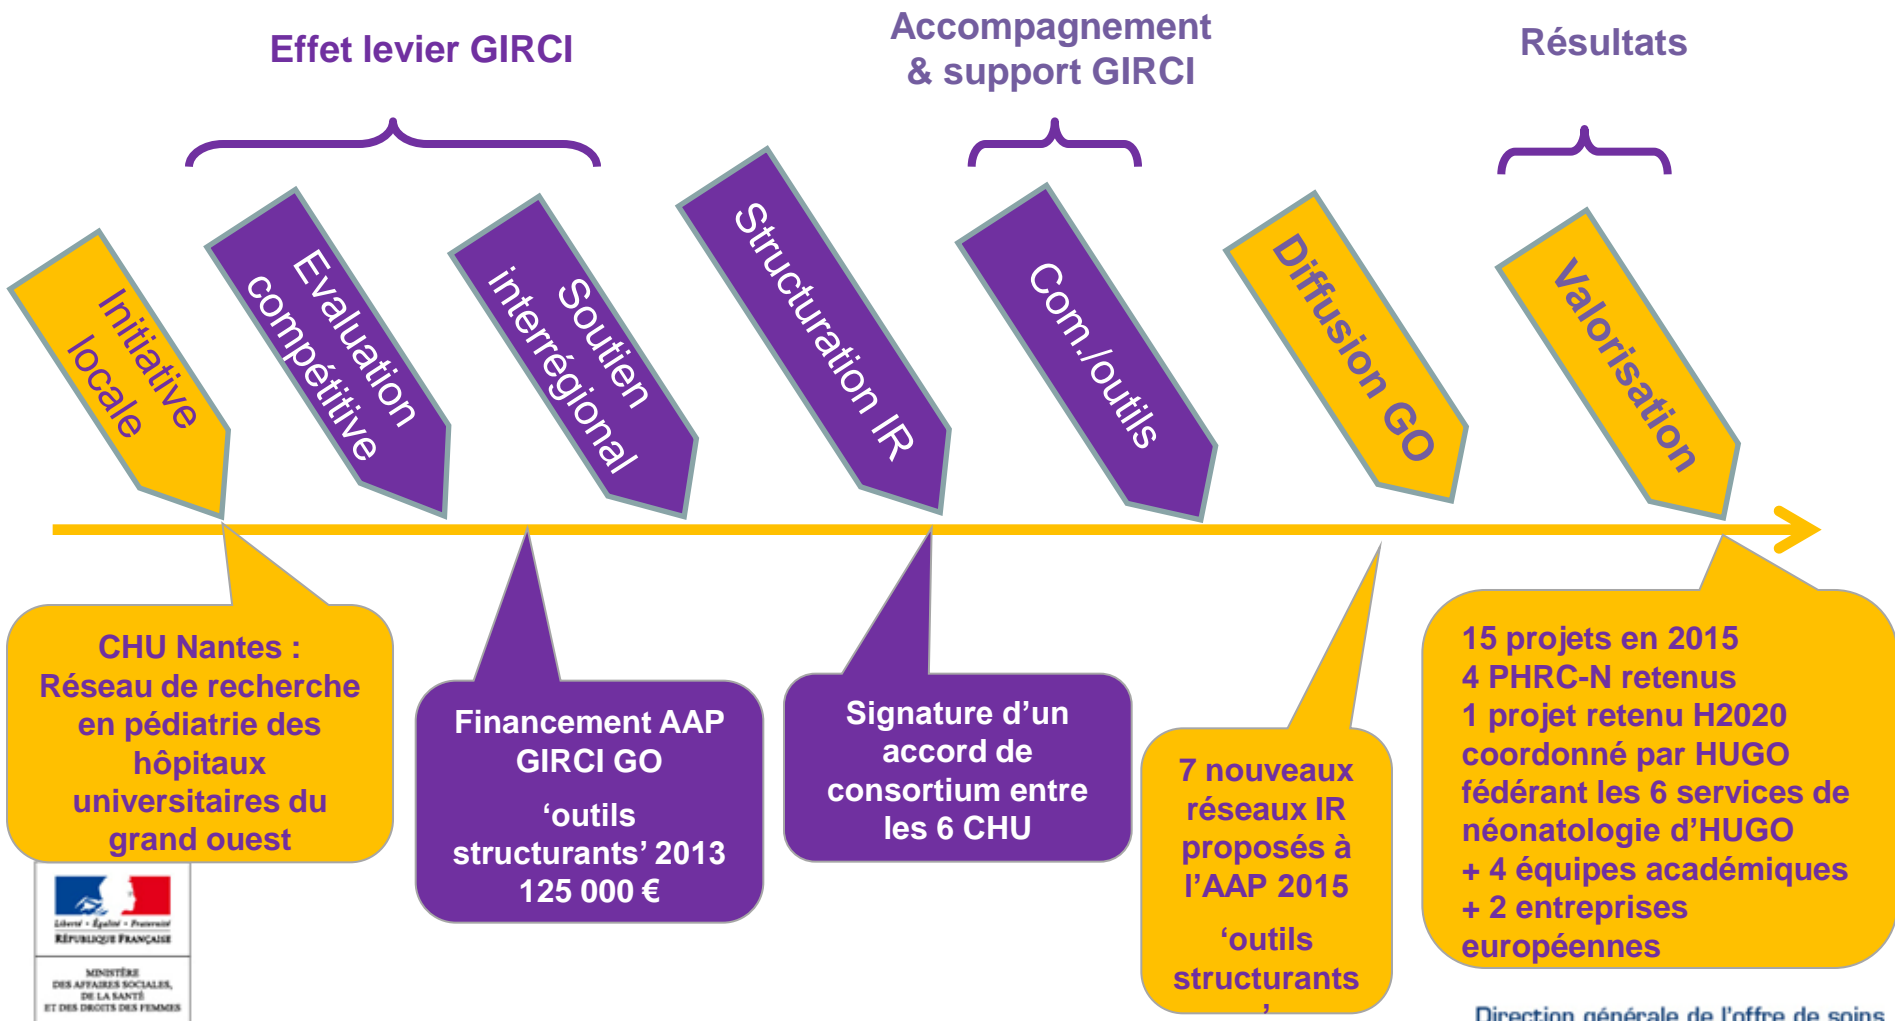 Effet levier GIRCI
Accompagnement
& support GIRCI
Résultats
Initiative
locale
Evaluation
compétitive
Soutien
interrégional
Structuration IR
Com./outils
Diffusion GO
Valorisation
CHU Nantes :
Réseau de recherche
en pédiatrie des
hôpitaux
universitaires du
grand ouest
Financement AAP
GIRCI GO
‘outils
structurants’ 2013
125 000 €
Signature d’un
accord de
consortium entre
les 6 CHU
7 nouveaux
réseaux IR
proposés à
l’AAP 2015
‘outils
structurants
’
15 projets en 2015
4 PHRC-N retenus
1 projet retenu H2020
coordonné par HUGO
fédérant les 6 services de
néonatologie d’HUGO
+ 4 équipes académiques
+ 2 entreprises
européennes
Liberté • Égalité • Fraternité
RÉPUBLIQUE FRANÇAISE
MINISTÈRE
DES AFFAIRES SOCIALES,
DE LA SANTÉ
ET DES DROITS DES FEMMES
Direction générale de l’offre de soins